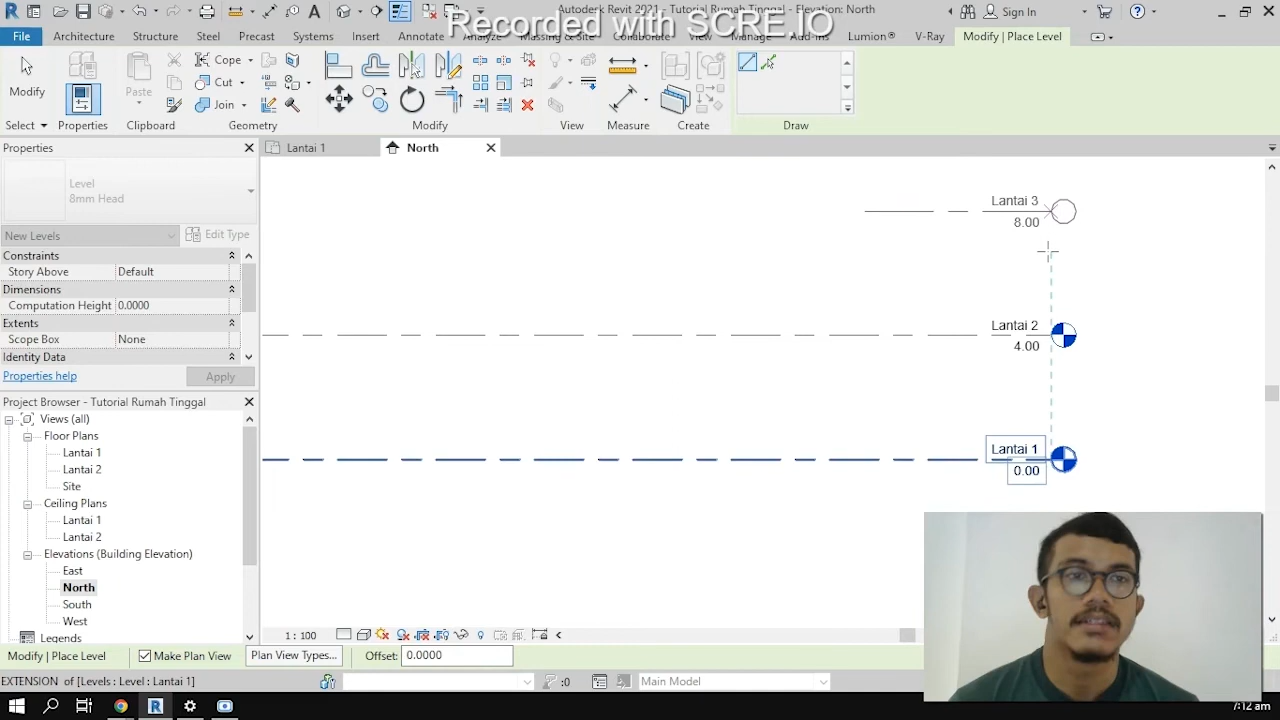 Autodesk Revit 2021 - Tutorial Rumah Tinggal - Elevation: North
Sign In
Recorded with SCRE.IO
File Architecture Structure Steel Precast Systems Insert Annotate Analyze Massing & Site Collaborate View Manage Add-Ins Lumion® V-Ray Modify | Place Level
Cope
Cut
Join
Modify
Paste
Select Properties Clipboard Geometry Modify View Measure Create Draw
Properties
Lantai 1
North
Level
8mm Head
New Levels
Edit Type
Constraints
Story Above Default
Dimensions
Computation Height 0.0000
Extents
Scope Box None
Identity Data
Properties help
Apply
Lantai 3
8.00
Lantai 2
4.00
Lantai 1
0.00
Project Browser - Tutorial Rumah Tinggal
Views (all)
Floor Plans
Lantai 1
Lantai 2
Site
Ceiling Plans
Lantai 1
Lantai 2
Elevations (Building Elevation)
East
North
South
West
Legends
1 : 100
Modify | Place Level
Make Plan View
Plan View Types...
Offset: 0.0000
EXTENSION of [Levels : Level : Lantai 1]
:0
Main Model
7:12 am